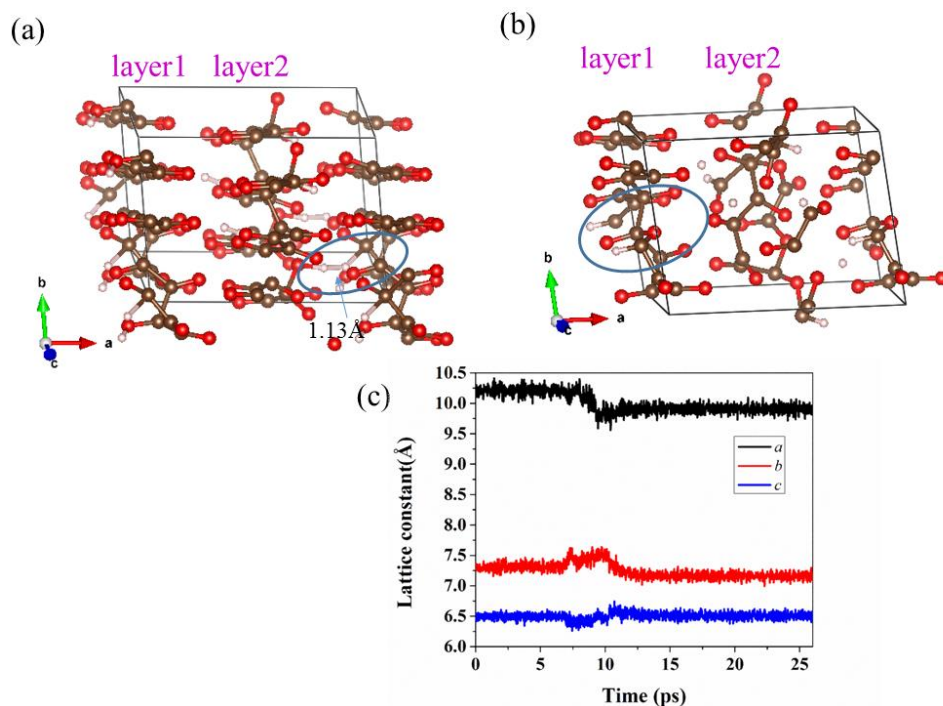 (a)
layer1 layer2
b
a
c
1.13Å
(b)
layer1 layer2
b
a
c
(c)
10.5
10.0
9.5
9.0
8.5
8.0
7.5
7.0
6.5
6.0
Lattice constant(Å)
a
b
c
0 5 10 15 20 25
Time (ps)